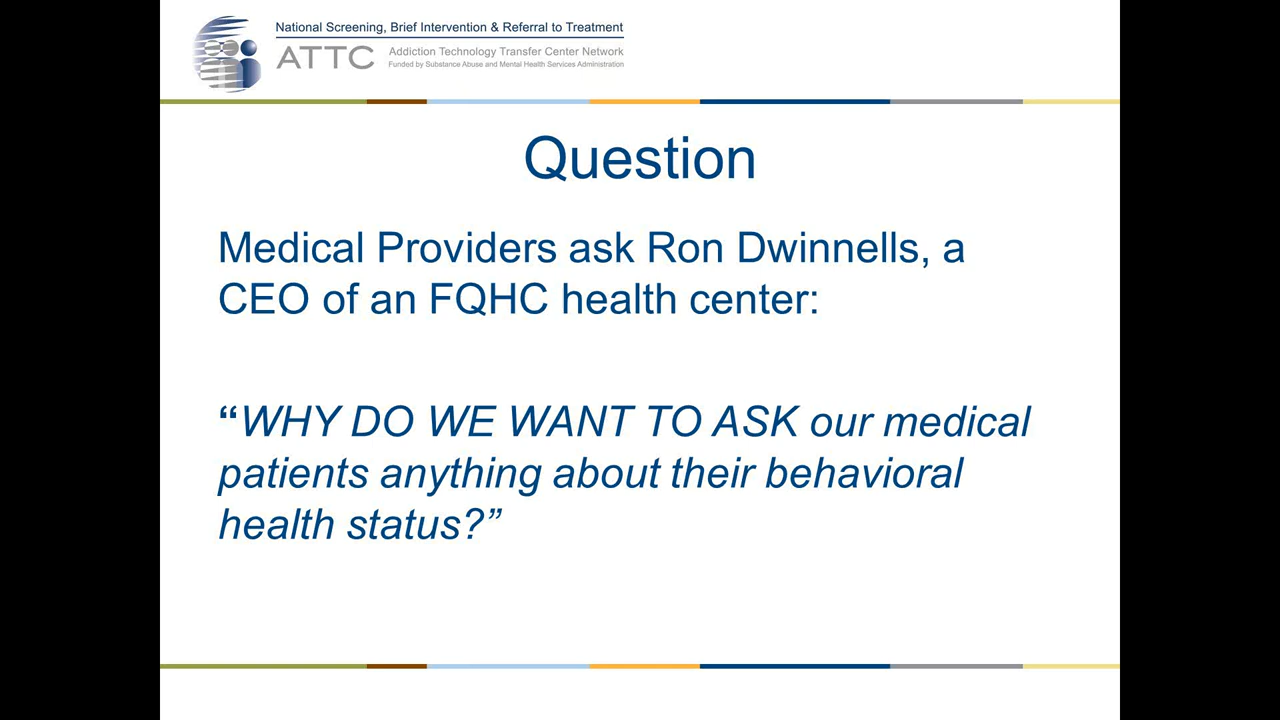 National Screening, Brief Intervention & Referral to Treatment
ATTC Addiction Technology Transfer Center Network
Funded by Substance Abuse and Mental Health Services Administration
Question
Medical Providers ask Ron Dwinnells, a
CEO of an FQHC health center:
“WHY DO WE WANT TO ASK our medical
patients anything about their behavioral
health status?”